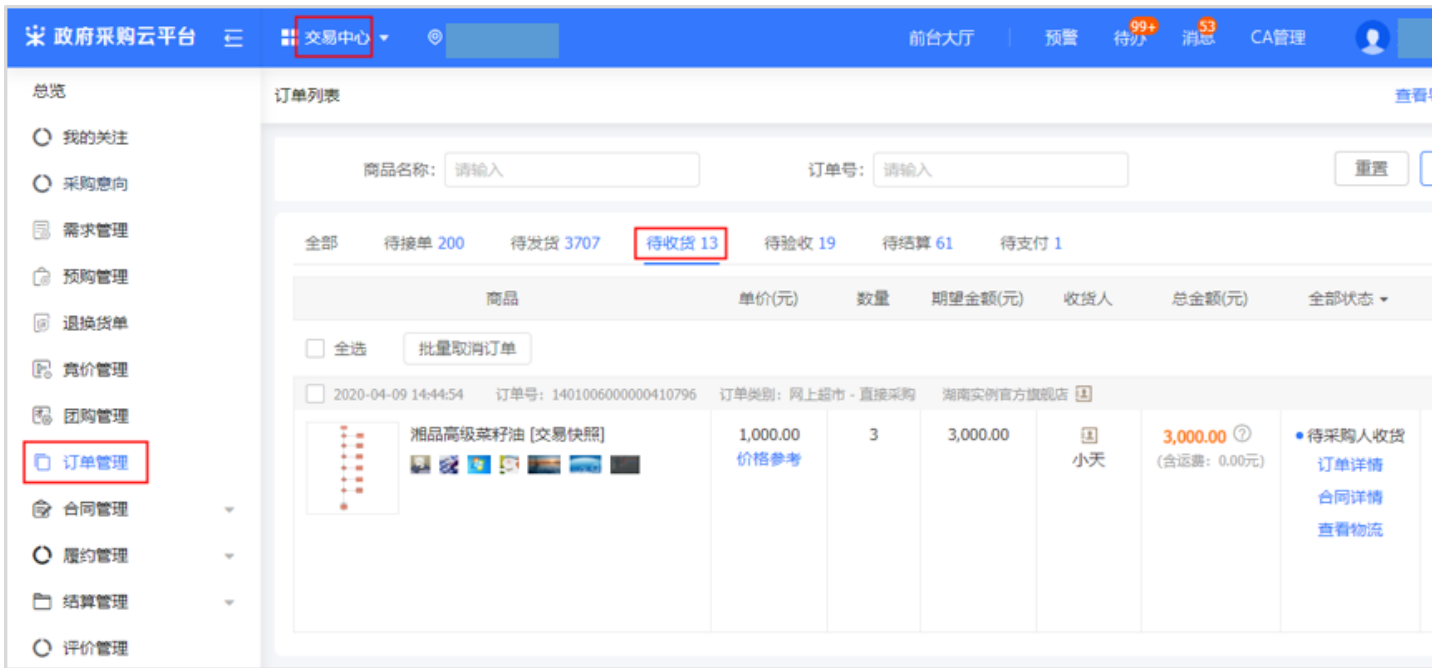 政府采购云平台 交易中心 前台大厅 预警 待办 99+ 消息 53 CA管理
总览
我的关注
采购意向
需求管理
预购管理
退换货单
竞价管理
团购管理
订单管理
合同管理
履约管理
结算管理
评价管理
订单列表 查看
商品名称： 请输入 订单号： 请输入 重置
全部 待接单 200 待发货 3707 待收货 13 待验收 19 待结算 61 待支付 1
商品 单价(元) 数量 期望金额(元) 收货人 总金额(元) 全部状态
全选 批量取消订单
2020-04-09 14:44:54 订单号：1401006000000410796 订单类别：网上超市 - 直接采购 湖南实例官方旗舰店
湘品高级菜籽油 [交易快照] 1,000.00 3 3,000.00 3,000.00 待采购人收货
价格参考 小天 (含运费：0.00元) 订单详情
合同详情
查看物流